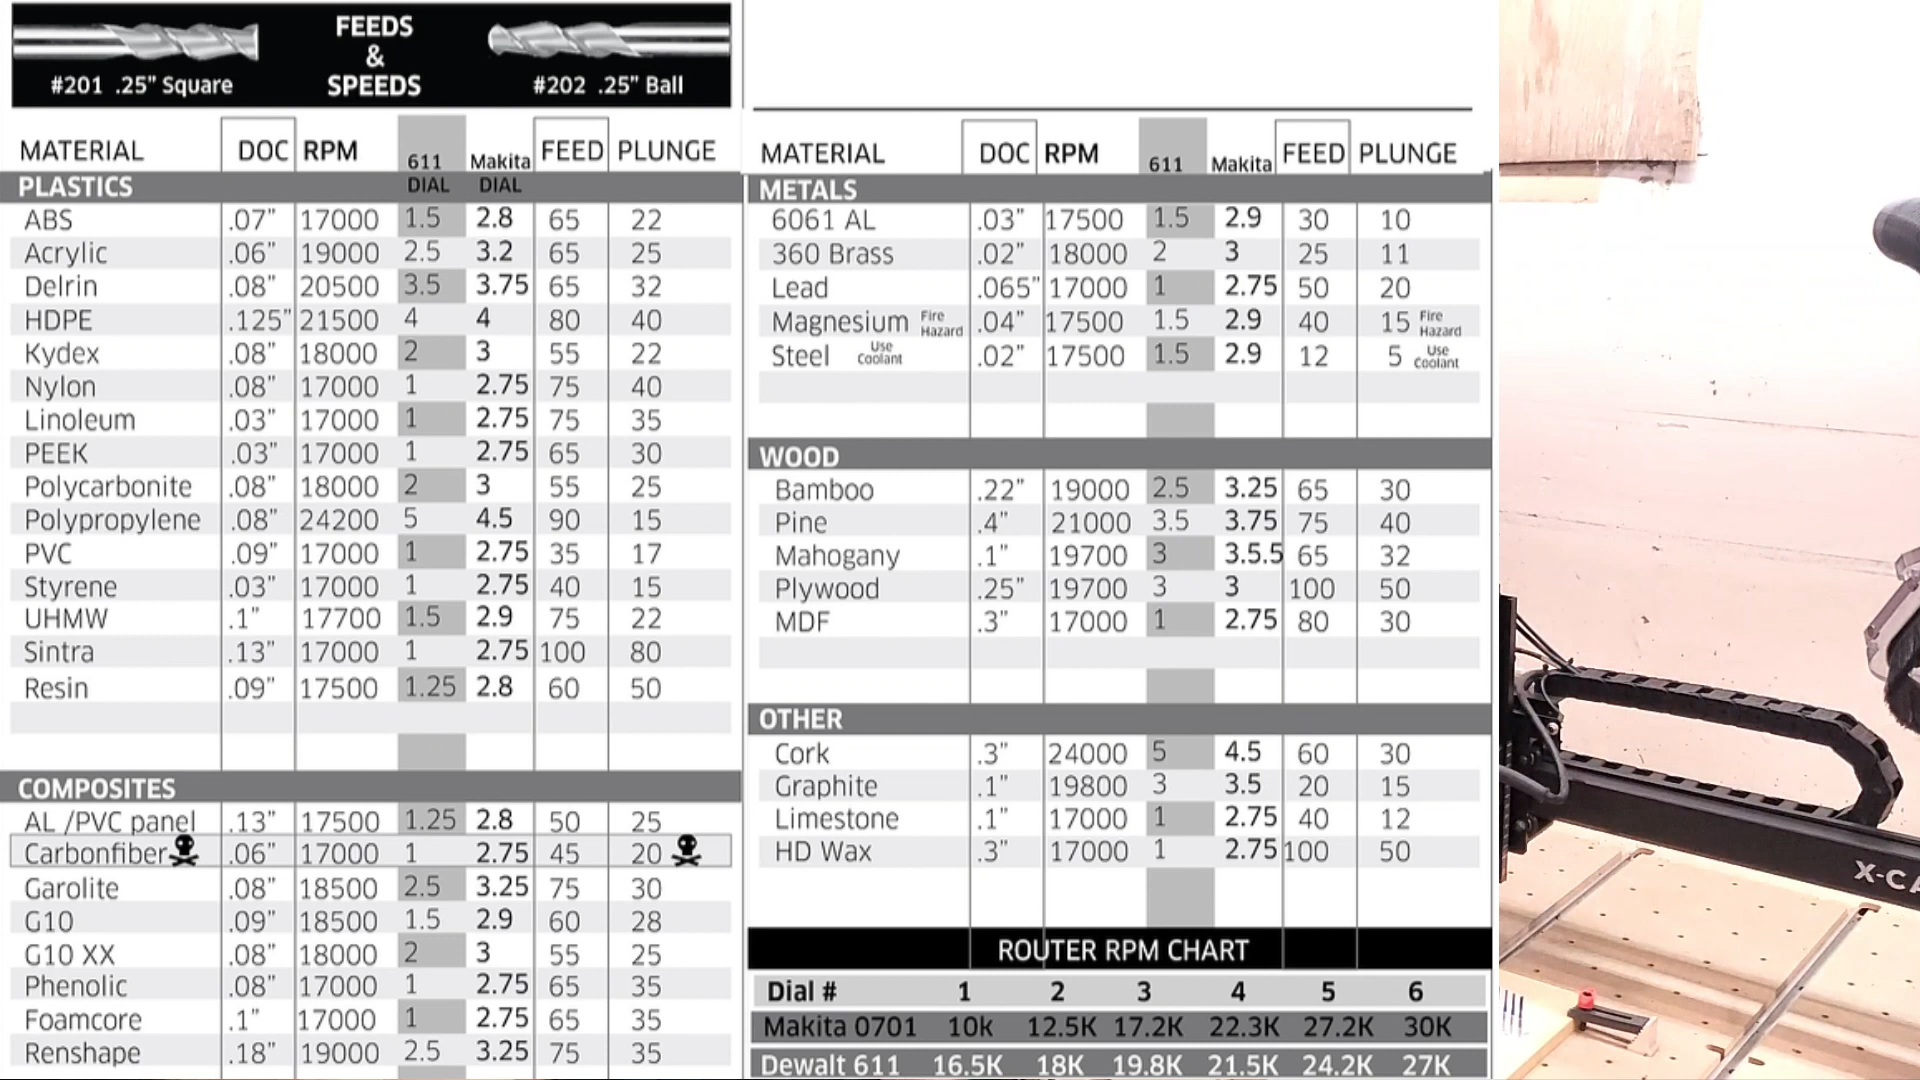 FEEDS
&
SPEEDS
#201 .25" Square
#202 .25" Ball
MATERIAL DOC RPM 611 Makita FEED PLUNGE
PLASTICS DIAL DIAL
ABS .07" 17000 1.5 2.8 65 22
Acrylic .06" 19000 2.5 3.2 65 25
Delrin .08" 20500 3.5 3.75 65 32
HDPE .125" 21500 4 4 80 40
Kydex .08" 18000 2 3 55 22
Nylon .08" 17000 1 2.75 75 40
Linoleum .03" 17000 1 2.75 75 35
PEEK .03" 17000 1 2.75 65 30
Polycarbonite .08" 18000 2 3 55 25
Polypropylene .08" 24200 5 4.5 90 15
PVC .09" 17000 1 2.75 35 17
Styrene .03" 17000 1 2.75 40 15
UHMW .1" 17700 1.5 2.9 75 22
Sintra .13" 17000 1 2.75 100 80
Resin .09" 17500 1.25 2.8 60 50
COMPOSITES
AL /PVC panel .13" 17500 1.25 2.8 50 25
Carbonfiber .06" 17000 1 2.75 45 20
Garolite .08" 18500 2.5 3.25 75 30
G10 .09" 18500 1.5 2.9 60 28
G10 XX .08" 18000 2 3 55 25
Phenolic .08" 17000 1 2.75 65 35
Foamcore .1" 17000 1 2.75 65 35
Renshape .18" 19000 2.5 3.25 75 35
MATERIAL DOC RPM 611 Makita FEED PLUNGE
METALS
6061 AL .03" 17500 1.5 2.9 30 10
360 Brass .02" 18000 2 3 25 11
Lead .065" 17000 1 2.75 50 20
Magnesium Fire Hazard .04" 17500 1.5 2.9 40 15 Fire Hazard
Steel Use Coolant .02" 17500 1.5 2.9 12 5 Use Coolant
WOOD
Bamboo .22" 19000 2.5 3.25 65 30
Pine .4" 21000 3.5 3.75 75 40
Mahogany .1" 19700 3 3.5.5 65 32
Plywood .25" 19700 3 3 100 50
MDF .3" 17000 1 2.75 80 30
OTHER
Cork .3" 24000 5 4.5 60 30
Graphite .1" 19800 3 3.5 20 15
Limestone .1" 17000 1 2.75 40 12
HD Wax .3" 17000 1 2.75 100 50
ROUTER RPM CHART
Dial # 1 2 3 4 5 6
Makita 0701 10k 12.5K 17.2K 22.3K 27.2K 30K
Dewalt 611 16.5K 18K 19.8K 21.5K 24.2K 27K
X-CA